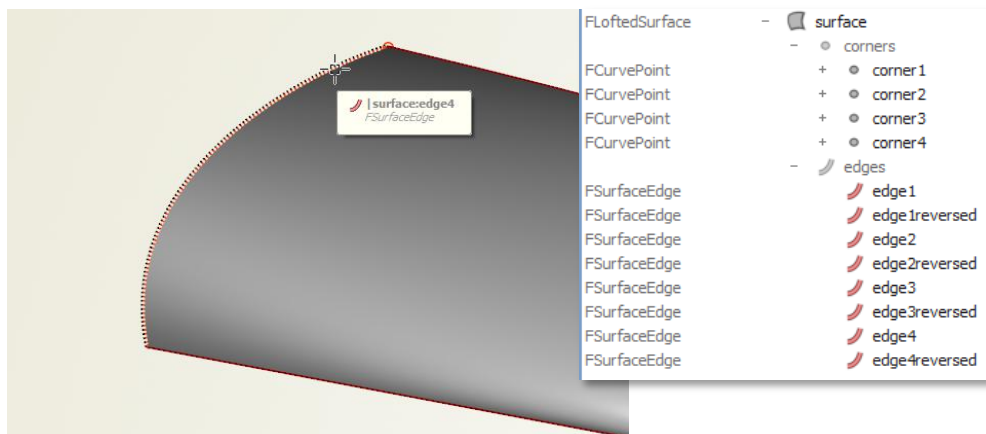 |surface:edge4
FSurfaceEdge
FLoftedSurface - surface
- corners
FCurvePoint + corner1
FCurvePoint + corner2
FCurvePoint + corner3
FCurvePoint + corner4
- edges
FSurfaceEdge edge1
FSurfaceEdge edge1reversed
FSurfaceEdge edge2
FSurfaceEdge edge2reversed
FSurfaceEdge edge3
FSurfaceEdge edge3reversed
FSurfaceEdge edge4
FSurfaceEdge edge4reversed